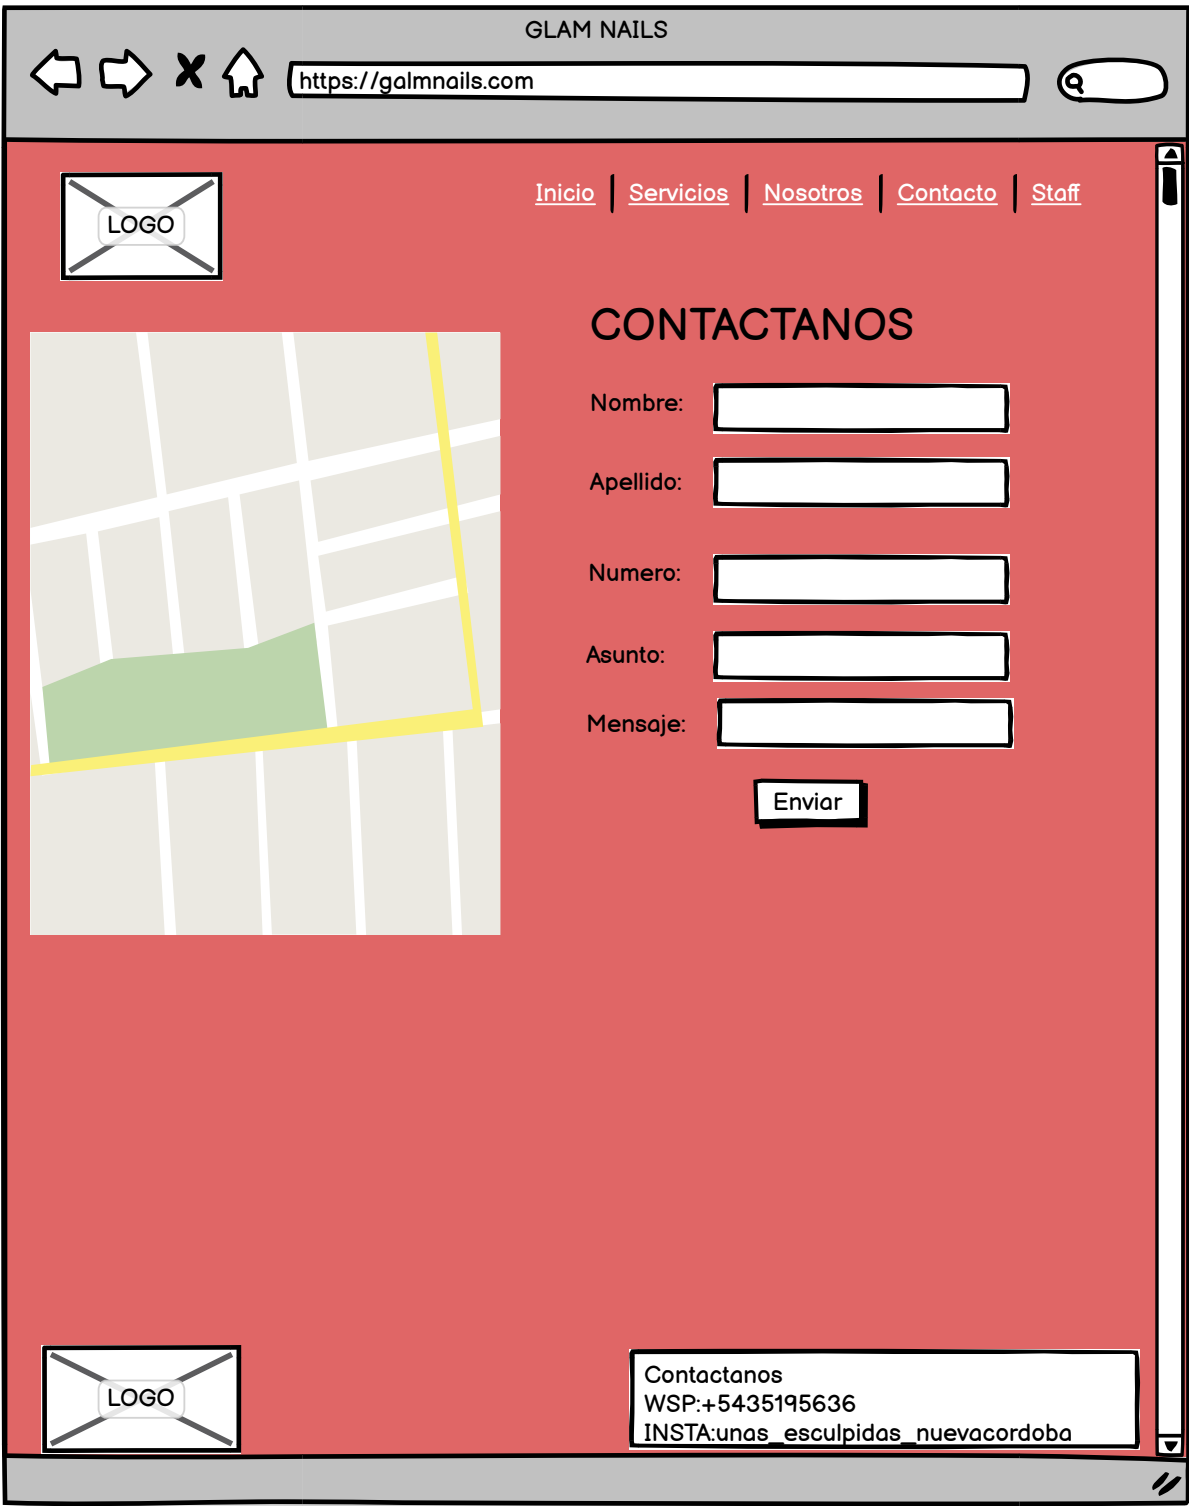 GLAM NAILS
https://galmnails.com
LOGO
Inicio Servicios Nosotros Contacto Staff
CONTACTANOS
Nombre:
Apellido:
Numero:
Asunto:
Mensaje:
Enviar
LOGO
Contactanos
WSP:+5435195636
INSTA:unas_esculpidas_nuevacordoba